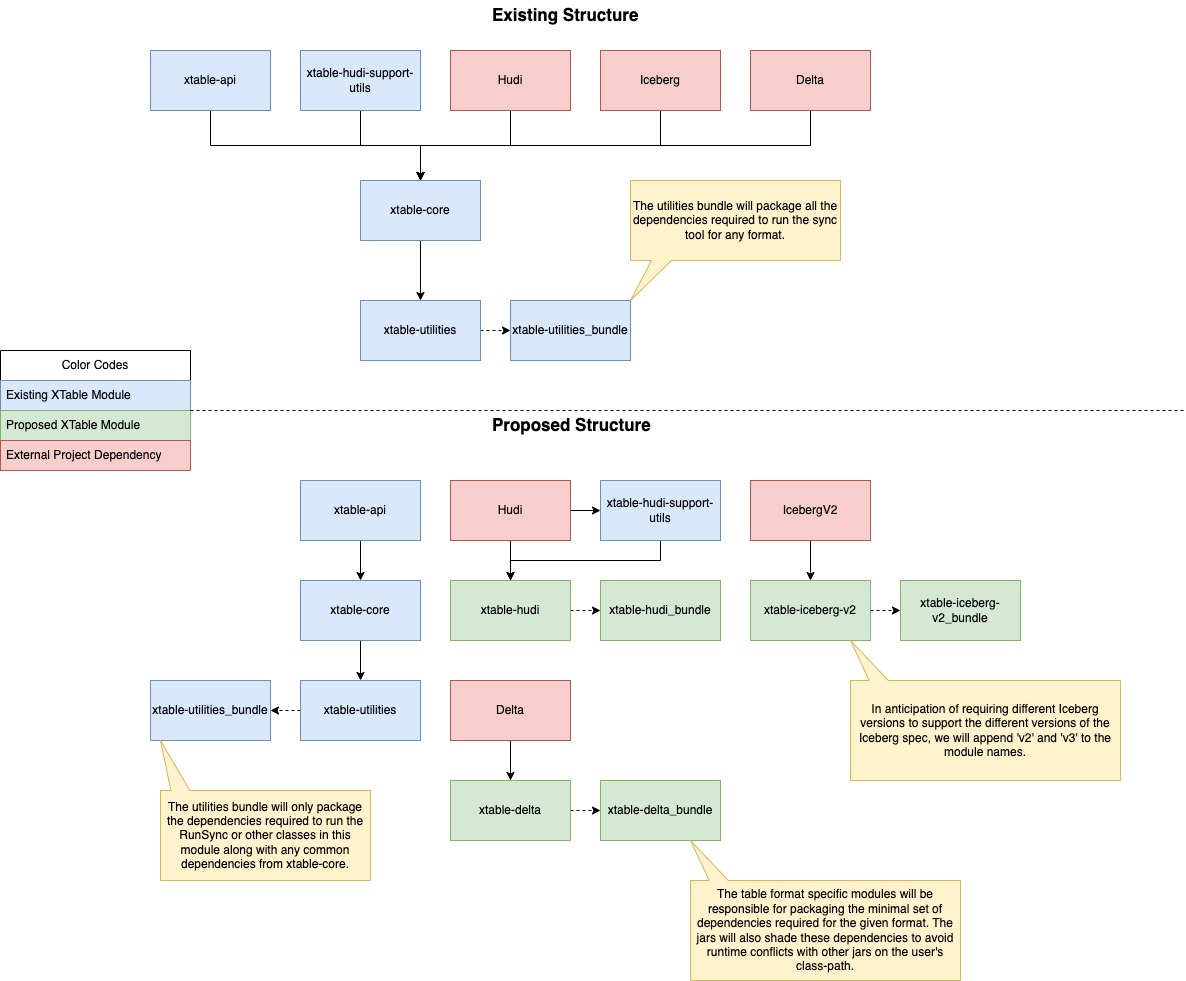 Existing Structure
xtable-api
xtable-hudi-support-
utils
Hudi
Iceberg
Delta
xtable-core
The utilities bundle will package all the
dependencies required to run the sync
tool for any format.
xtable-utilities
xtable-utilities_bundle
Color Codes
Existing XTable Module
Proposed XTable Module
External Project Dependency
Proposed Structure
xtable-api
Hudi
xtable-hudi-support-
utils
IcebergV2
xtable-core
xtable-hudi
xtable-hudi_bundle
xtable-iceberg-v2
xtable-iceberg-
v2_bundle
xtable-utilities_bundle
xtable-utilities
Delta
In anticipation of requiring different Iceberg
versions to support the different versions of the
Iceberg spec, we will append 'v2' and 'v3' to the
module names.
The utilities bundle will only package
the dependencies required to run the
RunSync or other classes in this
module along with any common
dependencies from xtable-core.
xtable-delta
xtable-delta_bundle
The table format specific modules will be
responsible for packaging the minimal set of
dependencies required for the given format. The
jars will also shade these dependencies to avoid
runtime conflicts with other jars on the user's
class-path.